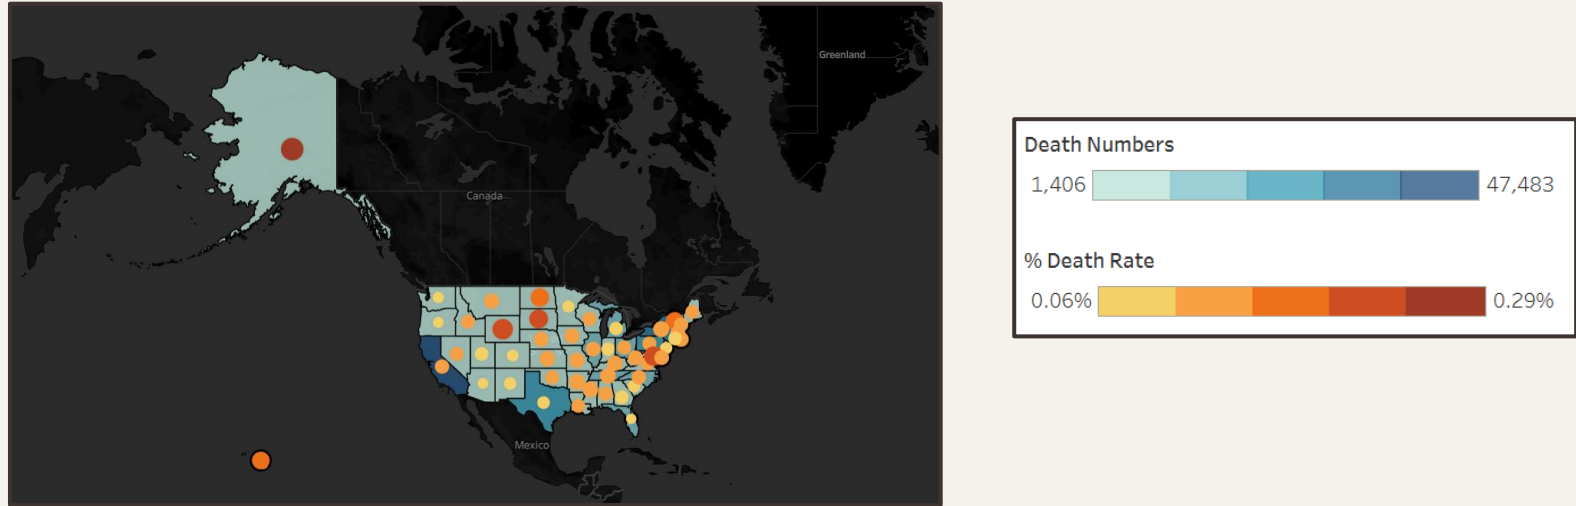 Greenland
Canada
Mexico
Death Numbers
1,406 47,483
% Death Rate
0.06% 0.29%